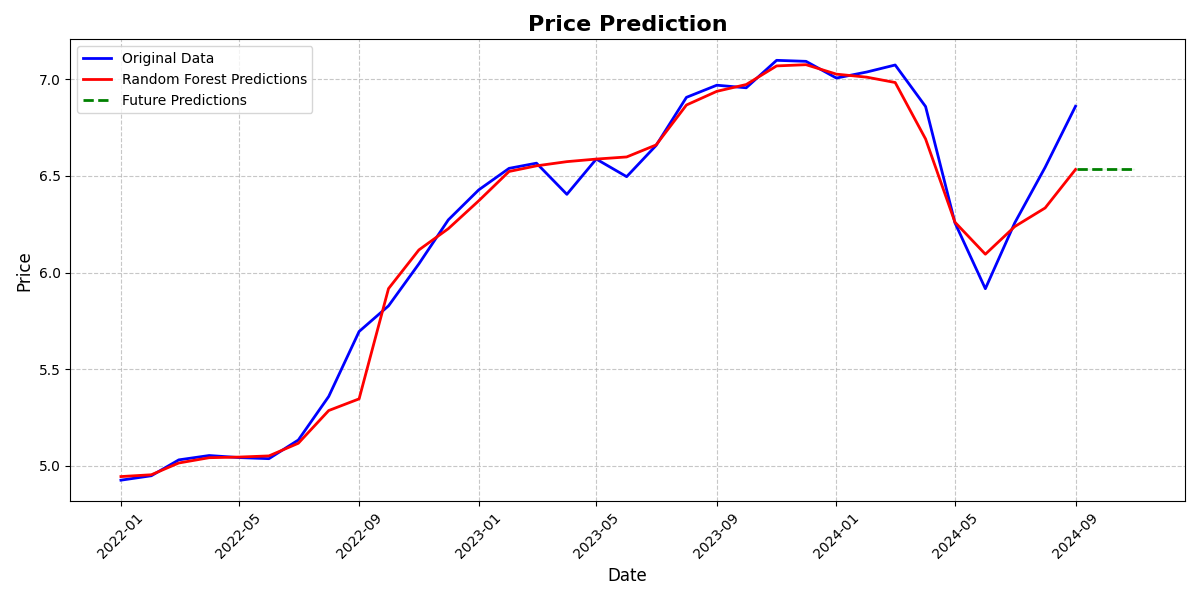 Price Prediction
Original Data
Random Forest Predictions
Future Predictions
Price
7.0
6.5
6.0
5.5
5.0
2022-01
2022-05
2022-09
2023-01
2023-05
2023-09
2024-01
2024-05
2024-09
Date